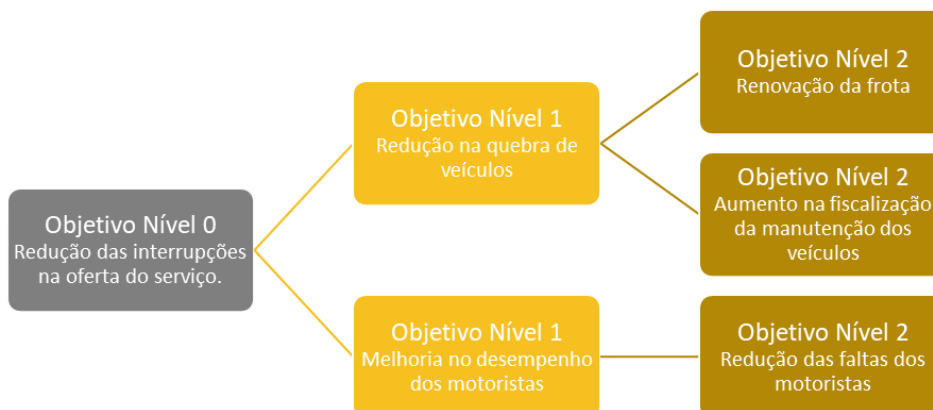 Objetivo Nível 0
Redução das interrupções
na oferta do serviço.
Objetivo Nível 1
Redução na quebra de
veículos
Objetivo Nível 2
Renovação da frota
Objetivo Nível 2
Aumento na fiscalização
da manutenção dos
veículos
Objetivo Nível 1
Melhoria no desempenho
dos motoristas
Objetivo Nível 2
Redução das faltas dos
motoristas